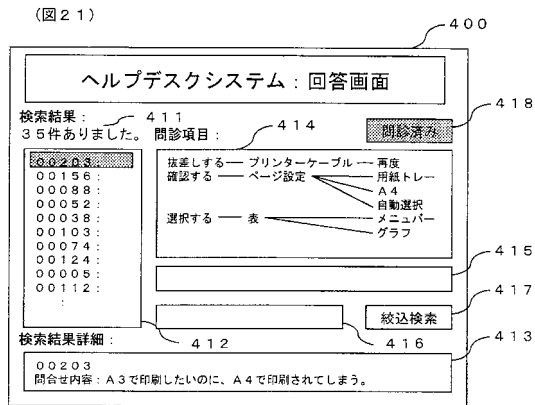 (図21)
400
ヘルプデスクシステム：回答画面
検索結果：
411
418
35件ありました。
問診項目：
414
問診済み
00203：
00156：
00088：
00052：
00038：
00103：
00074：
00124：
00005：
00112：
：
抜差しする プリンターケーブル 再度
確認する ページ設定 用紙トレー
A4
自動選択
選択する 表 メニューバー
グラフ
415
417
絞込検索
検索結果詳細：
412
416
413
00203
問合せ内容：A3で印刷したいのに、A4で印刷されてしまう。